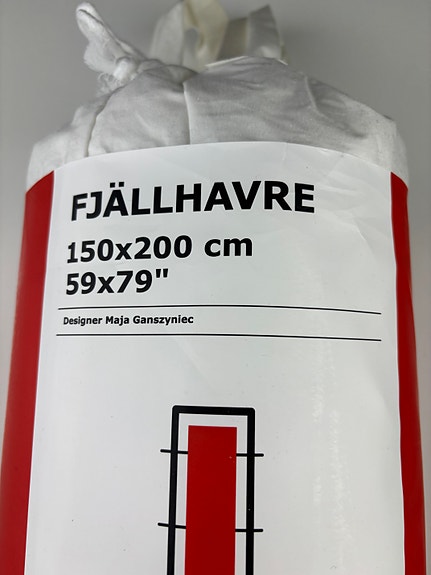 FJÄLLHAVRE
150x200 cm
59x79"
Designer Maja Ganszyniec